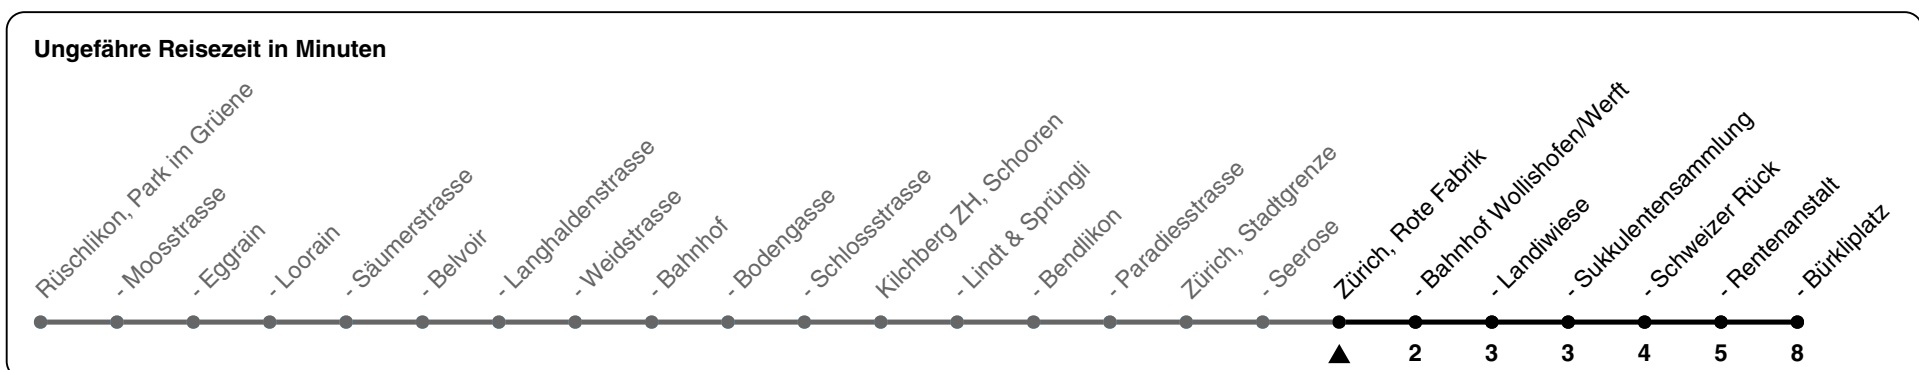 Ungefähre Reisezeit in Minuten
Rüschlikon, Park im Grüene
- Moosstrasse
- Eggrain
- Loorain
- Säumerstrasse
- Belvoir
- Langhaldenstrasse
- Weidstrasse
- Bahnhof
- Bodengasse
- Schlossstrasse
Kilchberg ZH, Schooren
- Lindt & Sprüngli
- Bendlikon
- Paradiesstrasse
Zürich, Stadtgrenze
- Seerose
Zürich, Rote Fabrik
- Bahnhof Wollishofen/Werft
- Landiwiese
- Sukkulentensammlung
- Schweizer Rück
- Rentenanstalt
- Bürkliplatz
2 3 3 4 5 8